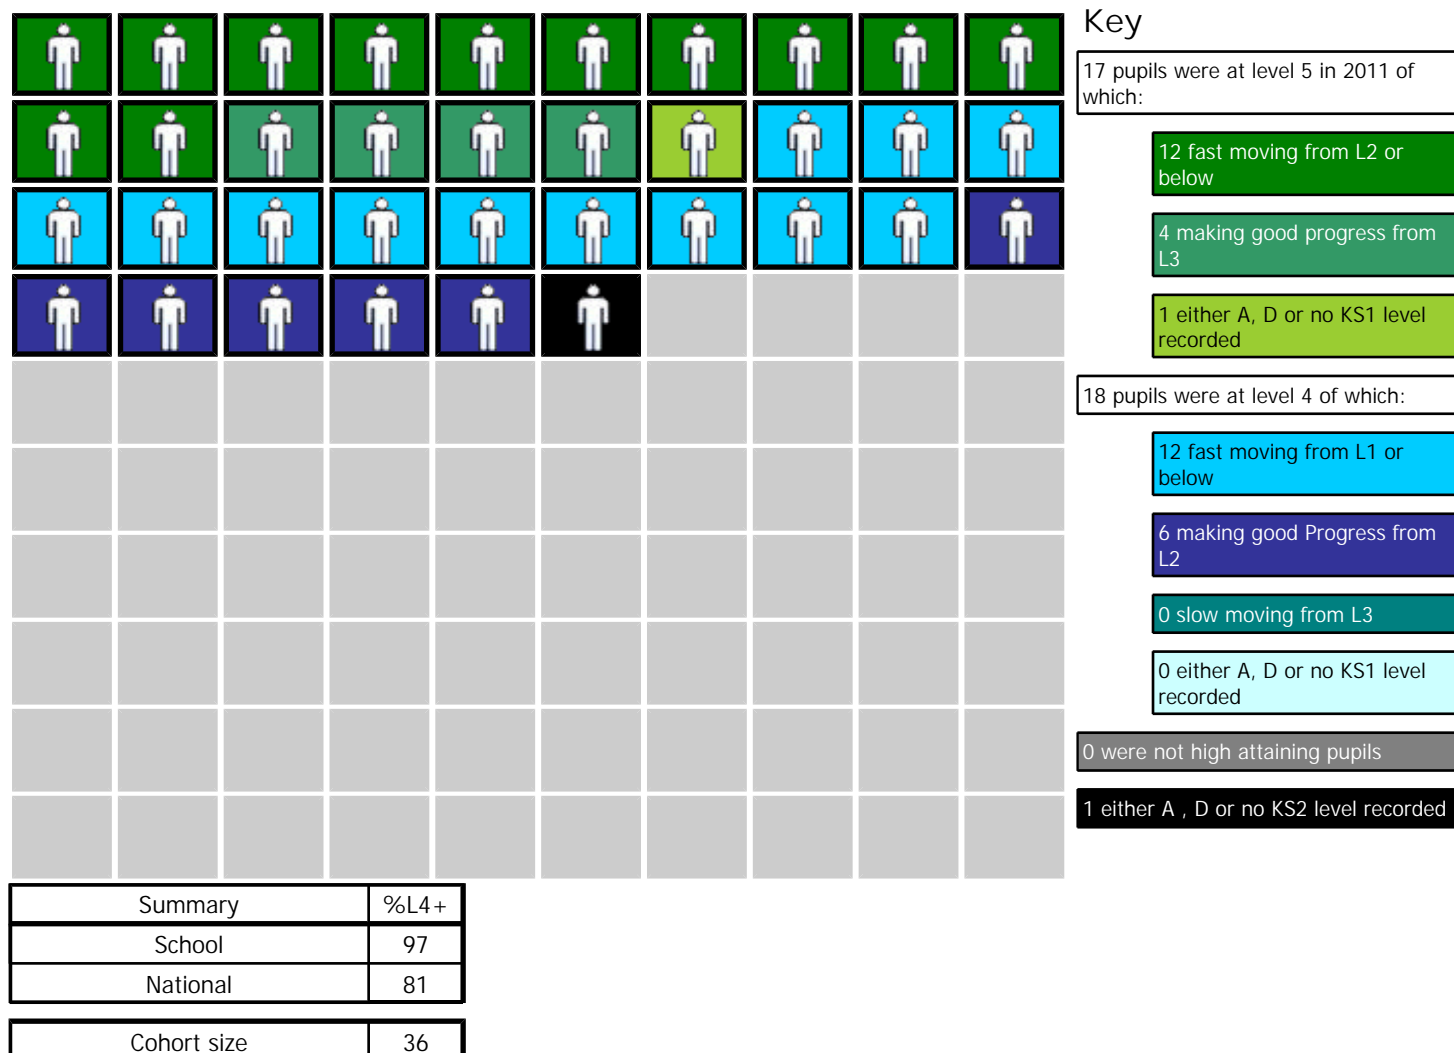 Key
17 pupils were at level 5 in 2011 of
which:
12 fast moving from L2 or
below
4 making good progress from
L3
1 either A, D or no KS1 level
recorded
18 pupils were at level 4 of which:
12 fast moving from L1 or
below
6 making good Progress from
L2
0 slow moving from L3
0 either A, D or no KS1 level
recorded
0 were not high attaining pupils
1 either A , D or no KS2 level recorded
Summary %L4+
School 97
National 81
Cohort size 36